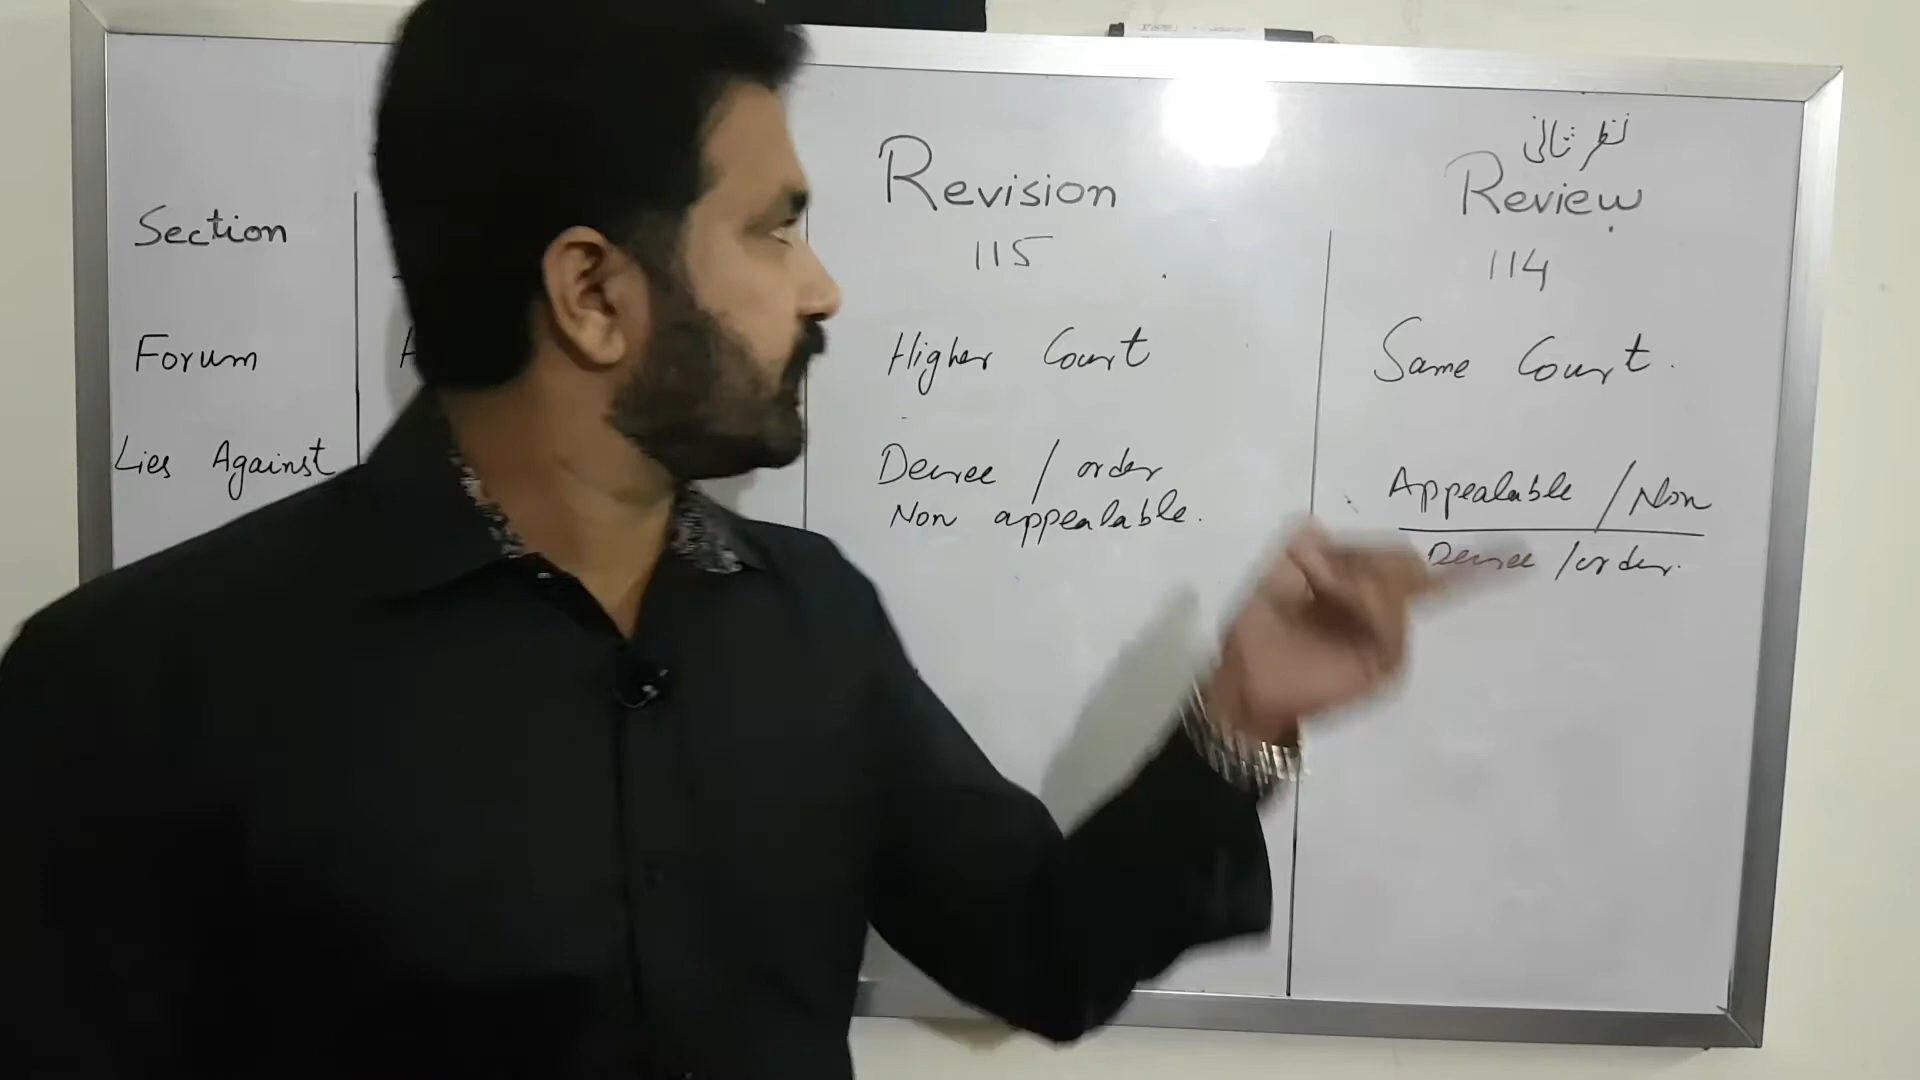 Revision
نظر ثانی
Review
Section
115
114
Forum
Higher Court
Same Court.
Lies Against
Decree / order
Non appealable.
Appealable / Non
Decree / order.